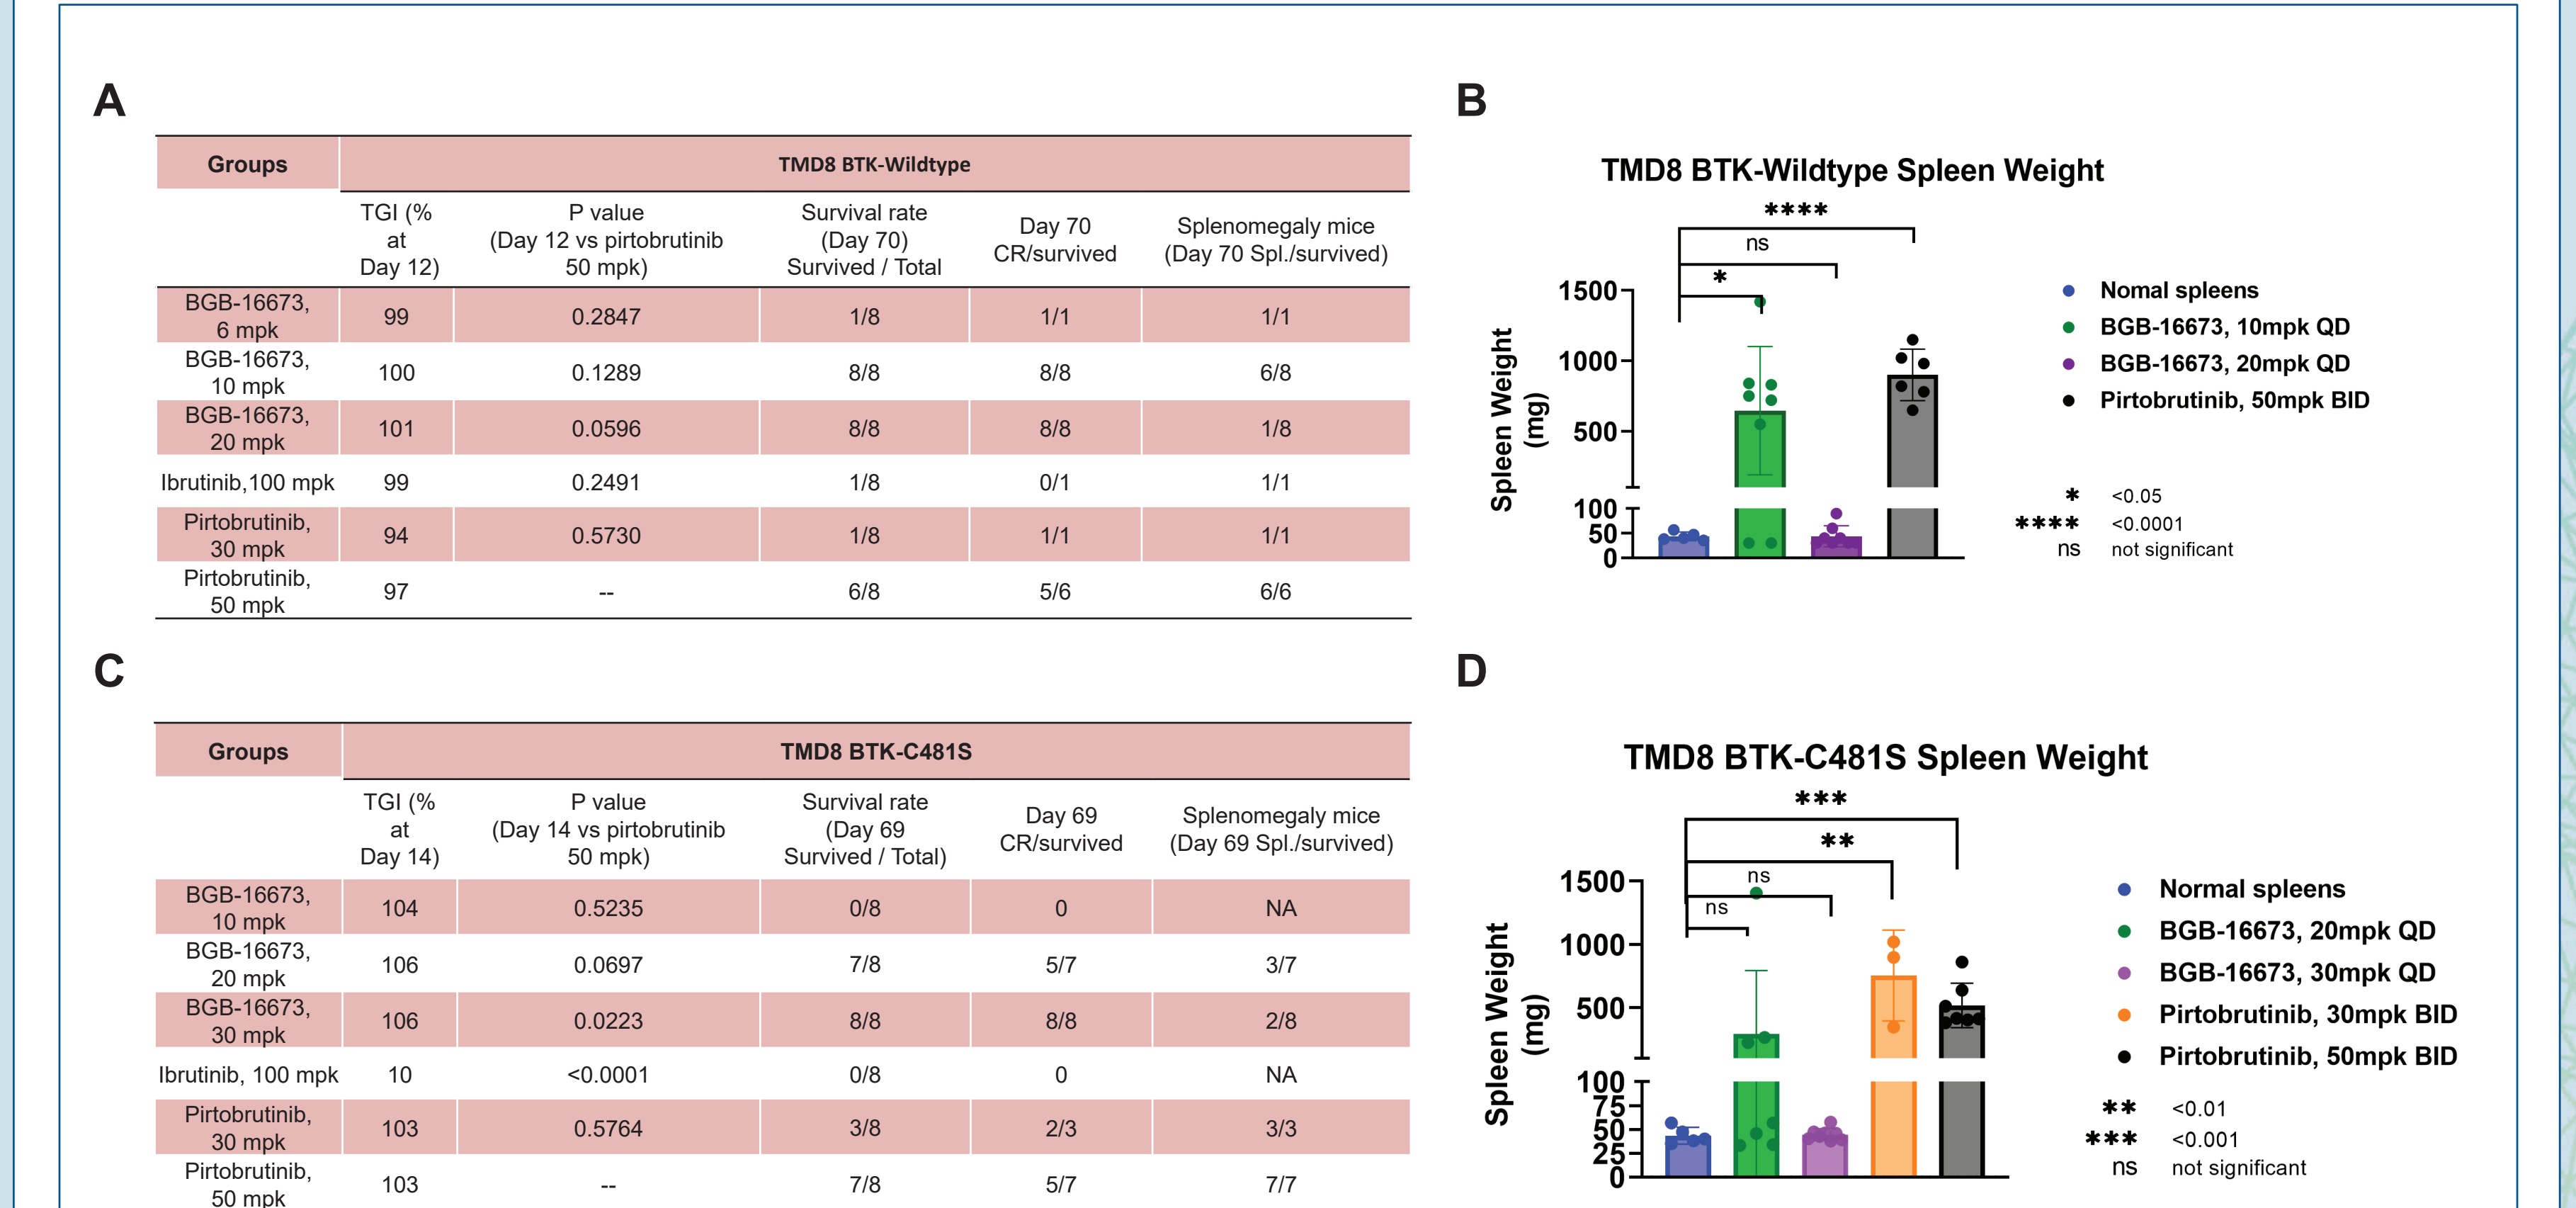 A
Groups
TMD8 BTK-Wildtype
TGI (%
at
Day 12)
P value
(Day 12 vs pirtobrutinib
50 mpk)
Survival rate
(Day 70)
Survived / Total
Day 70
CR/survived
Splenomegaly mice
(Day 70 Spl./survived)
BGB-16673,
6 mpk
99
0.2847
1/8
1/1
1/1
BGB-16673,
10 mpk
100
0.1289
8/8
8/8
6/8
BGB-16673,
20 mpk
101
0.0596
8/8
8/8
1/8
Ibrutinib,100 mpk
99
0.2491
1/8
0/1
1/1
Pirtobrutinib,
30 mpk
94
0.5730
1/8
1/1
1/1
Pirtobrutinib,
50 mpk
97
--
6/8
5/6
6/6
B
TMD8 BTK-Wildtype Spleen Weight
****
ns
*
Spleen Weight
(mg)
1500
1000
500
100
50
0
Nomal spleens
BGB-16673, 10mpk QD
BGB-16673, 20mpk QD
Pirtobrutinib, 50mpk BID
* <0.05
**** <0.0001
ns not significant
C
Groups
TMD8 BTK-C481S
TGI (%
at
Day 14)
P value
(Day 14 vs pirtobrutinib
50 mpk)
Survival rate
(Day 69
Survived / Total)
Day 69
CR/survived
Splenomegaly mice
(Day 69 Spl./survived)
BGB-16673,
10 mpk
104
0.5235
0/8
0
NA
BGB-16673,
20 mpk
106
0.0697
7/8
5/7
3/7
BGB-16673,
30 mpk
106
0.0223
8/8
8/8
2/8
Ibrutinib, 100 mpk
10
<0.0001
0/8
0
NA
Pirtobrutinib,
30 mpk
103
0.5764
3/8
2/3
3/3
Pirtobrutinib,
50 mpk
103
--
7/8
5/7
7/7
D
TMD8 BTK-C481S Spleen Weight
***
**
ns
ns
Spleen Weight
(mg)
1500
1000
500
100
75
50
25
0
Normal spleens
BGB-16673, 20mpk QD
BGB-16673, 30mpk QD
Pirtobrutinib, 30mpk BID
Pirtobrutinib, 50mpk BID
** <0.01
*** <0.001
ns not significant